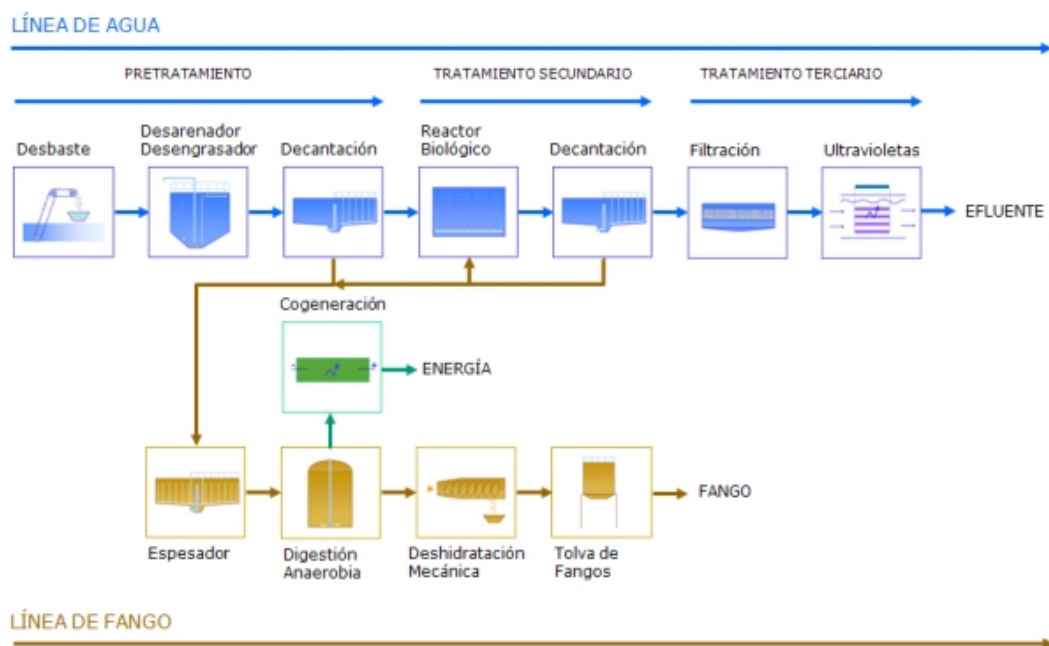 LÍNEA DE AGUA
PRETRATAMIENTO
TRATAMIENTO SECUNDARIO
TRATAMIENTO TERCIARIO
Desbaste
Desarenador
Desengrasador
Decantación
Reactor
Biológico
Decantación
Filtración
Ultravioletas
EFLUENTE
Cogeneración
ENERGÍA
FANGO
Espesador
Digestión
Anaerobia
Deshidratación
Mecánica
Tolva de
Fangos
LÍNEA DE FANGO